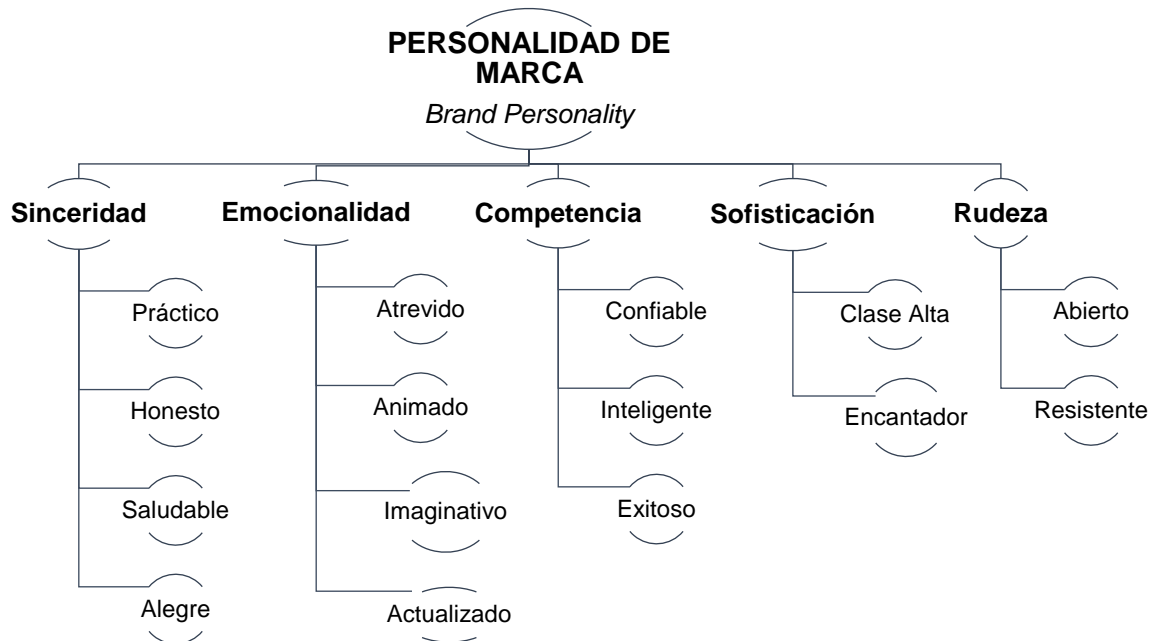 PERSONALIDAD DE
MARCA
Brand Personality
Sinceridad
Práctico
Honesto
Saludable
Alegre
Emocionalidad
Atrevido
Animado
Imaginativo
Actualizado
Competencia
Confiable
Inteligente
Exitoso
Sofisticación
Clase Alta
Encantador
Rudeza
Abierto
Resistente